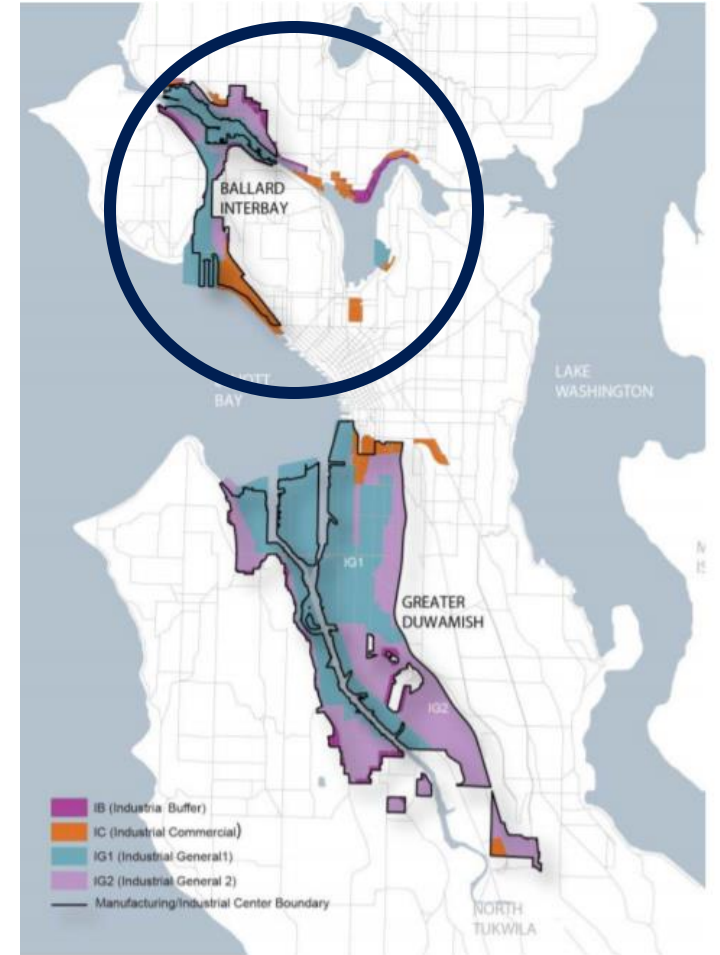 BALLARD
INTERBAY
BAY
LAKE
WASHINGTON
IG1
GREATER
DUWAMISH
IG2
IB (Industria Buffer)
IC (Industrial Commercial)
IG1 (Industrial General1)
IG2 (Industrial General 2)
Manufacturing/Industrial Center Boundary
NORTH
TUKWILA